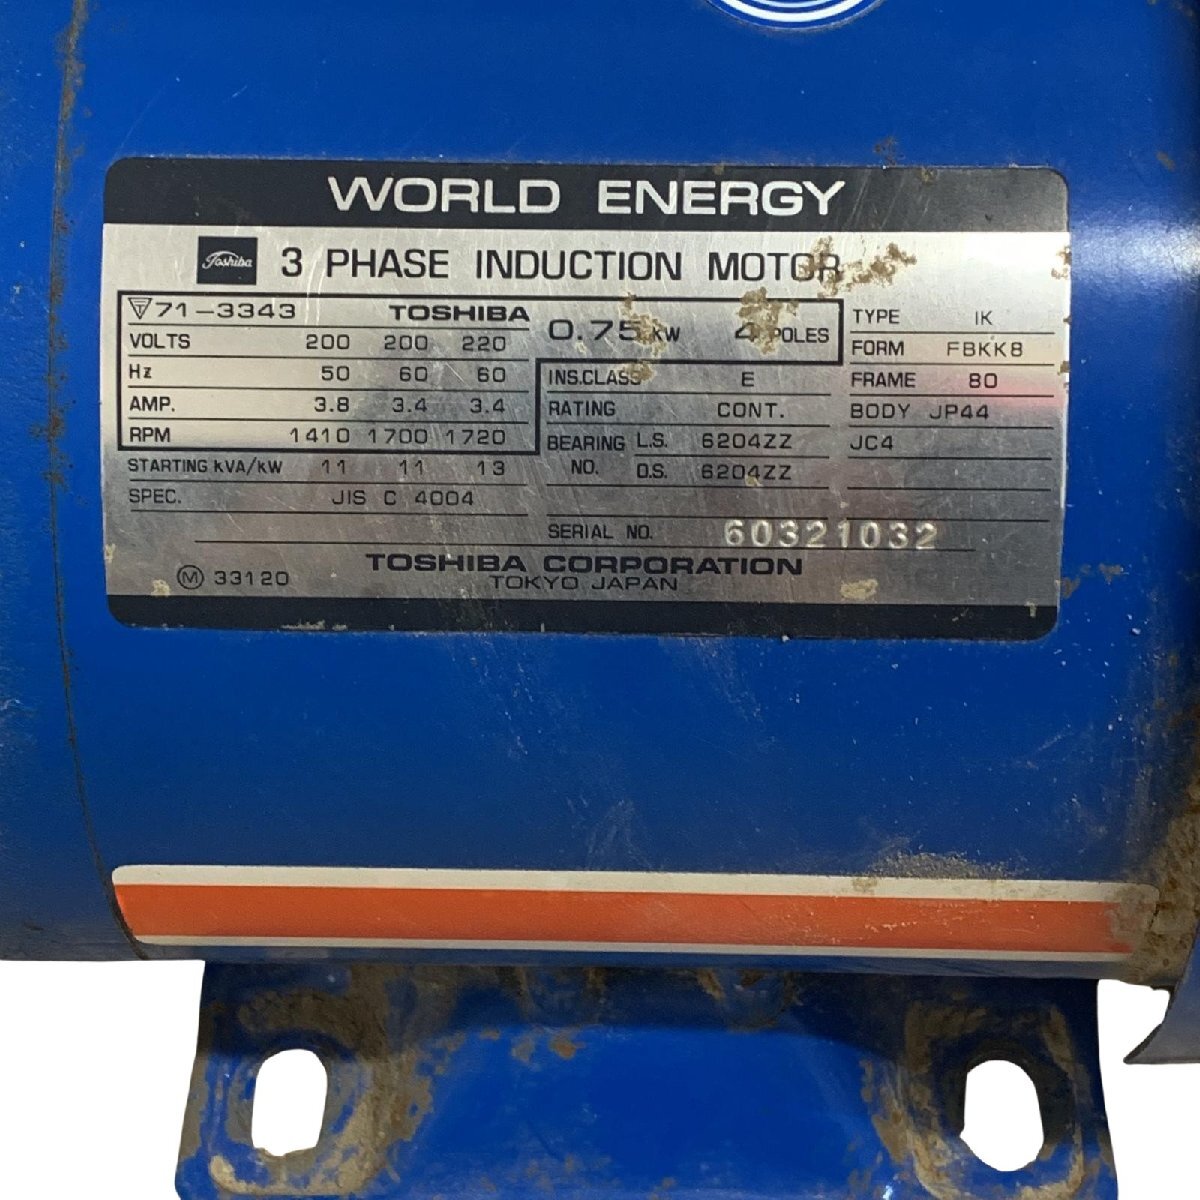 WORLD ENERGY
Toshiba 3 PHASE INDUCTION MOTOR
T 71-3343 TOSHIBA 0.75 KW 4 POLES
VOLTS 200 200 220
Hz 50 60 60
AMP. 3.8 3.4 3.4
RPM 1410 1700 1720
STARTING kVA/kW 11 11 13
SPEC. JIS C 4004
INS.CLASS E
RATING CONT.
BEARING NO. L.S. 6204ZZ
O.S. 6204ZZ
TYPE IK
FORM FBKK8
FRAME 80
BODY JP44
JC4
SERIAL NO. 60321032
TOSHIBA CORPORATION
M 33120 TOKYO JAPAN